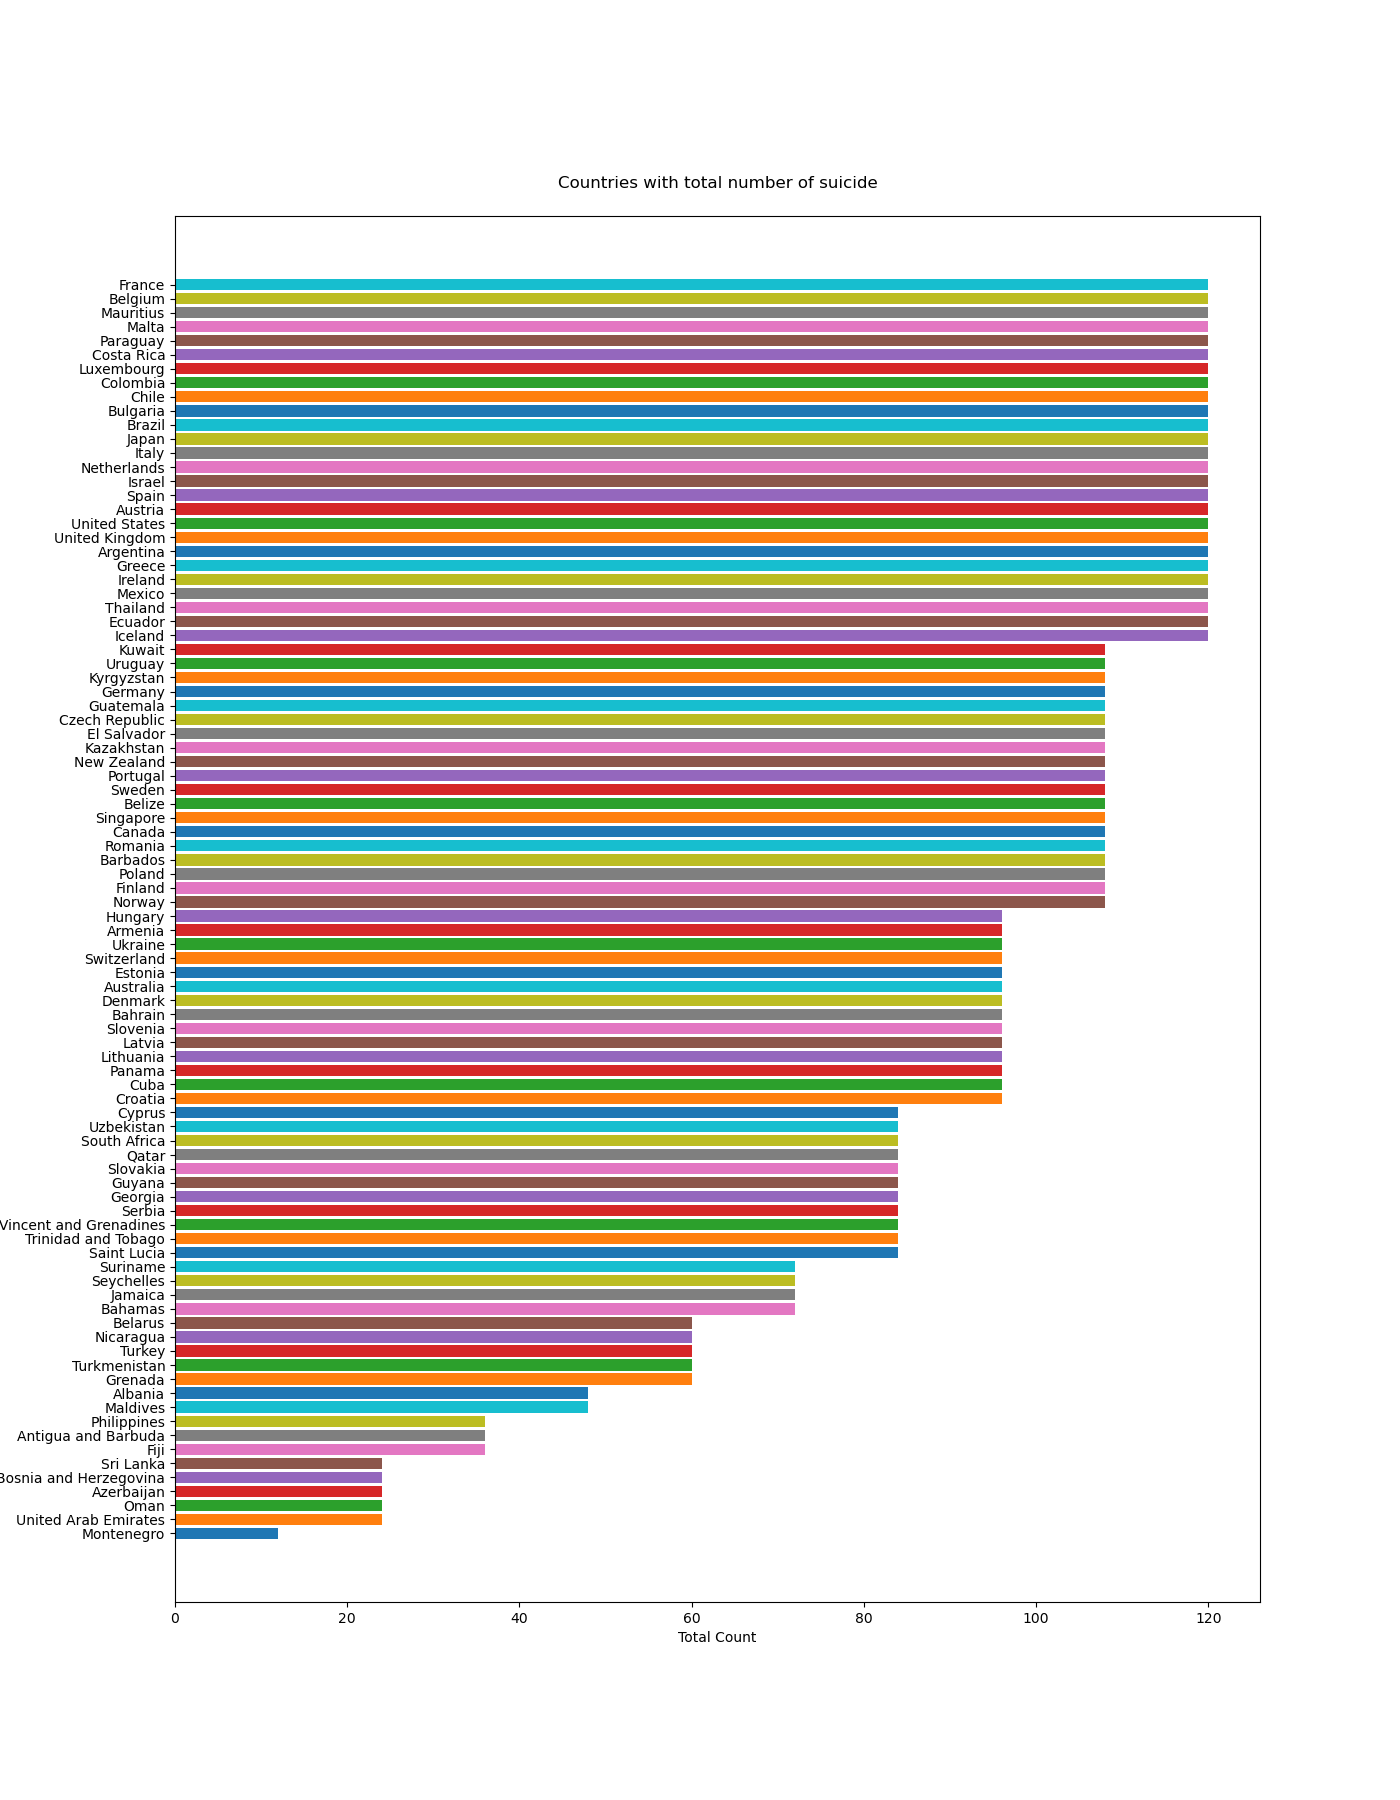 Countries with total number of suicide
France
Belgium
Mauritius
Malta
Paraguay
Costa Rica
Luxembourg
Colombia
Chile
Bulgaria
Brazil
Japan
Italy
Netherlands
Israel
Spain
Austria
United States
United Kingdom
Argentina
Greece
Ireland
Mexico
Thailand
Ecuador
Iceland
Kuwait
Uruguay
Kyrgyzstan
Germany
Guatemala
Czech Republic
El Salvador
Kazakhstan
New Zealand
Portugal
Sweden
Belize
Singapore
Canada
Romania
Barbados
Poland
Finland
Norway
Hungary
Armenia
Ukraine
Switzerland
Estonia
Australia
Denmark
Bahrain
Slovenia
Latvia
Lithuania
Panama
Cuba
Croatia
Cyprus
Uzbekistan
South Africa
Qatar
Slovakia
Guyana
Georgia
Serbia
Vincent and Grenadines
Trinidad and Tobago
Saint Lucia
Suriname
Seychelles
Jamaica
Bahamas
Belarus
Nicaragua
Turkey
Turkmenistan
Grenada
Albania
Maldives
Philippines
Antigua and Barbuda
Fiji
Sri Lanka
Bosnia and Herzegovina
Azerbaijan
Oman
United Arab Emirates
Montenegro
0 20 40 60 80 100 120
Total Count